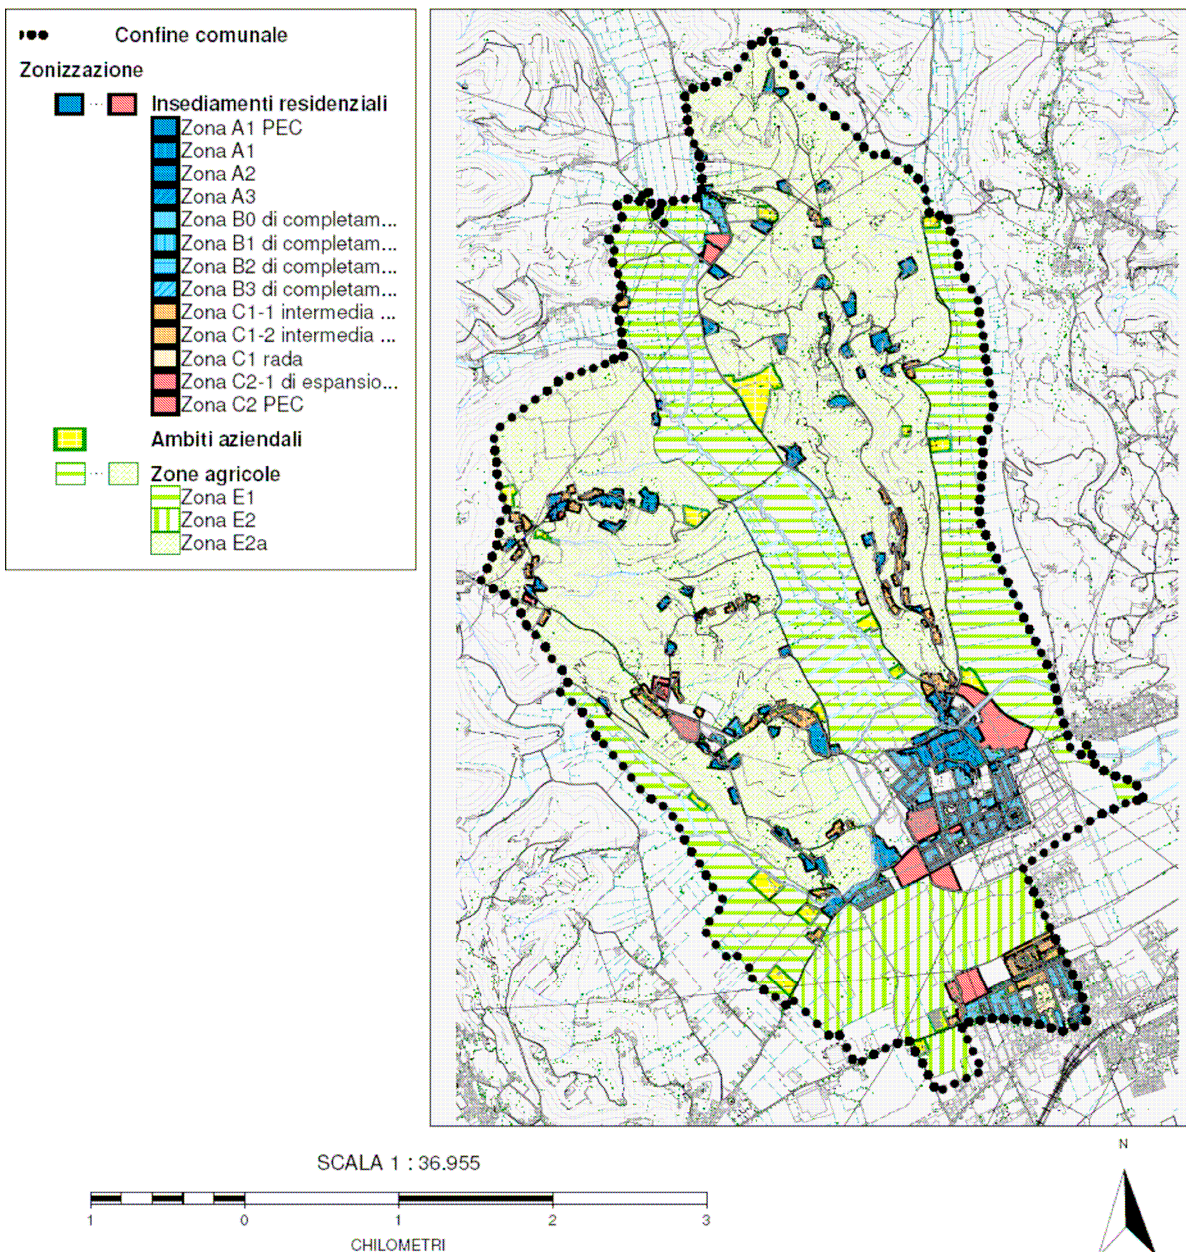 Confine comunale
Zonizzazione
Insediamenti residenziali
Zona A1 PEC
Zona A1
Zona A2
Zona A3
Zona B0 di completam...
Zona B1 di completam...
Zona B2 di completam...
Zona B3 di completam...
Zona C1-1 intermedia ...
Zona C1-2 intermedia ...
Zona C1 rada
Zona C2-1 di espansio...
Zona C2 PEC
Ambiti aziendali
Zone agricole
Zona E1
Zona E2
Zona E2a
SCALA 1 : 36.955
1 0 1 2 3
CHILOMETRI
N